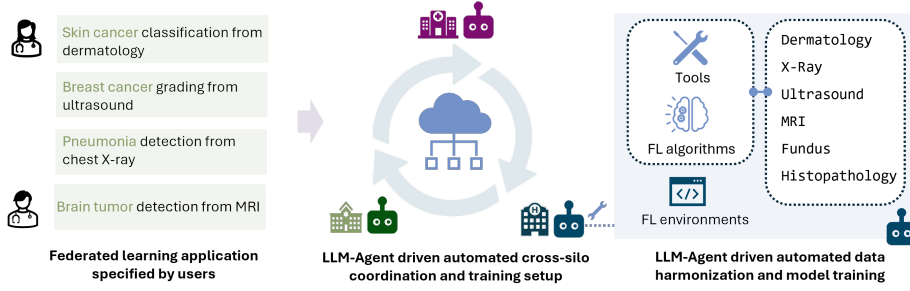 Skin cancer classification from
dermatology
Breast cancer grading from
ultrasound
Pneumonia detection from
chest X-ray
Brain tumor detection from MRI
Federated learning application
specified by users
H
LLM-Agent driven automated cross-silo
coordination and training setup
Tools
FL algorithms
</>
FL environments
Dermatology
X-Ray
Ultrasound
MRI
Fundus
Histopathology
LLM-Agent driven automated data
harmonization and model training